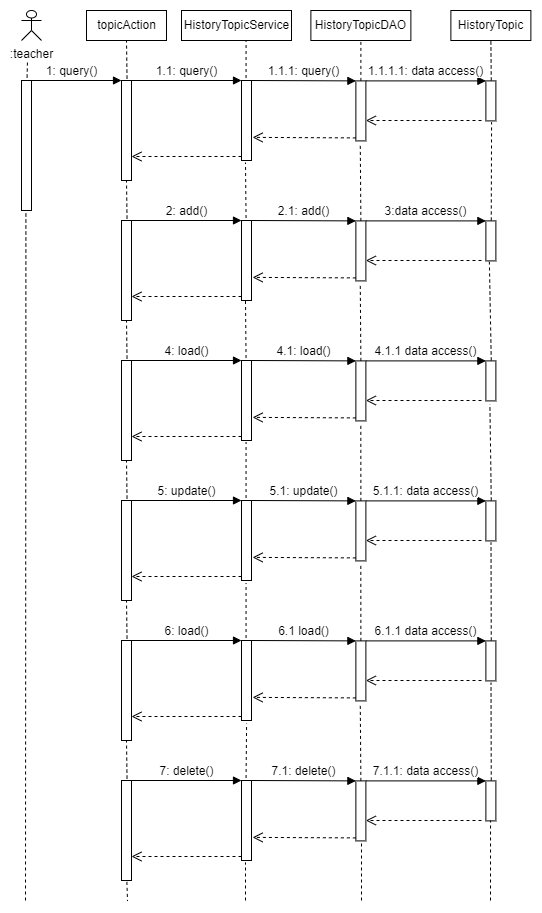 :teacher
topicAction
HistoryTopicService
HistoryTopicDAO
HistoryTopic
1: query()
1.1: query()
1.1.1: query()
1.1.1.1: data access()
2: add()
2.1: add()
3:data access()
4: load()
4.1: load()
4.1.1 data access()
5: update()
5.1: update()
5.1.1: data access()
6: load()
6.1 load()
6.1.1 data access()
7: delete()
7.1: delete()
7.1.1: data access()